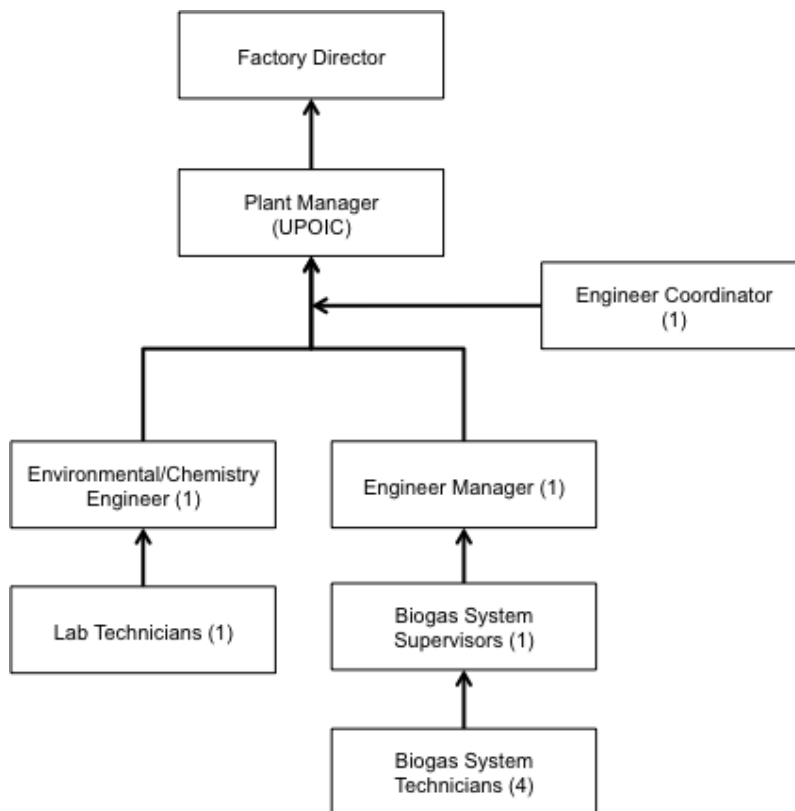 Factory Director
Plant Manager
(UPOIC)
Engineer Coordinator
(1)
Environmental/Chemistry
Engineer (1)
Engineer Manager (1)
Lab Technicians (1)
Biogas System
Supervisors (1)
Biogas System
Technicians (4)